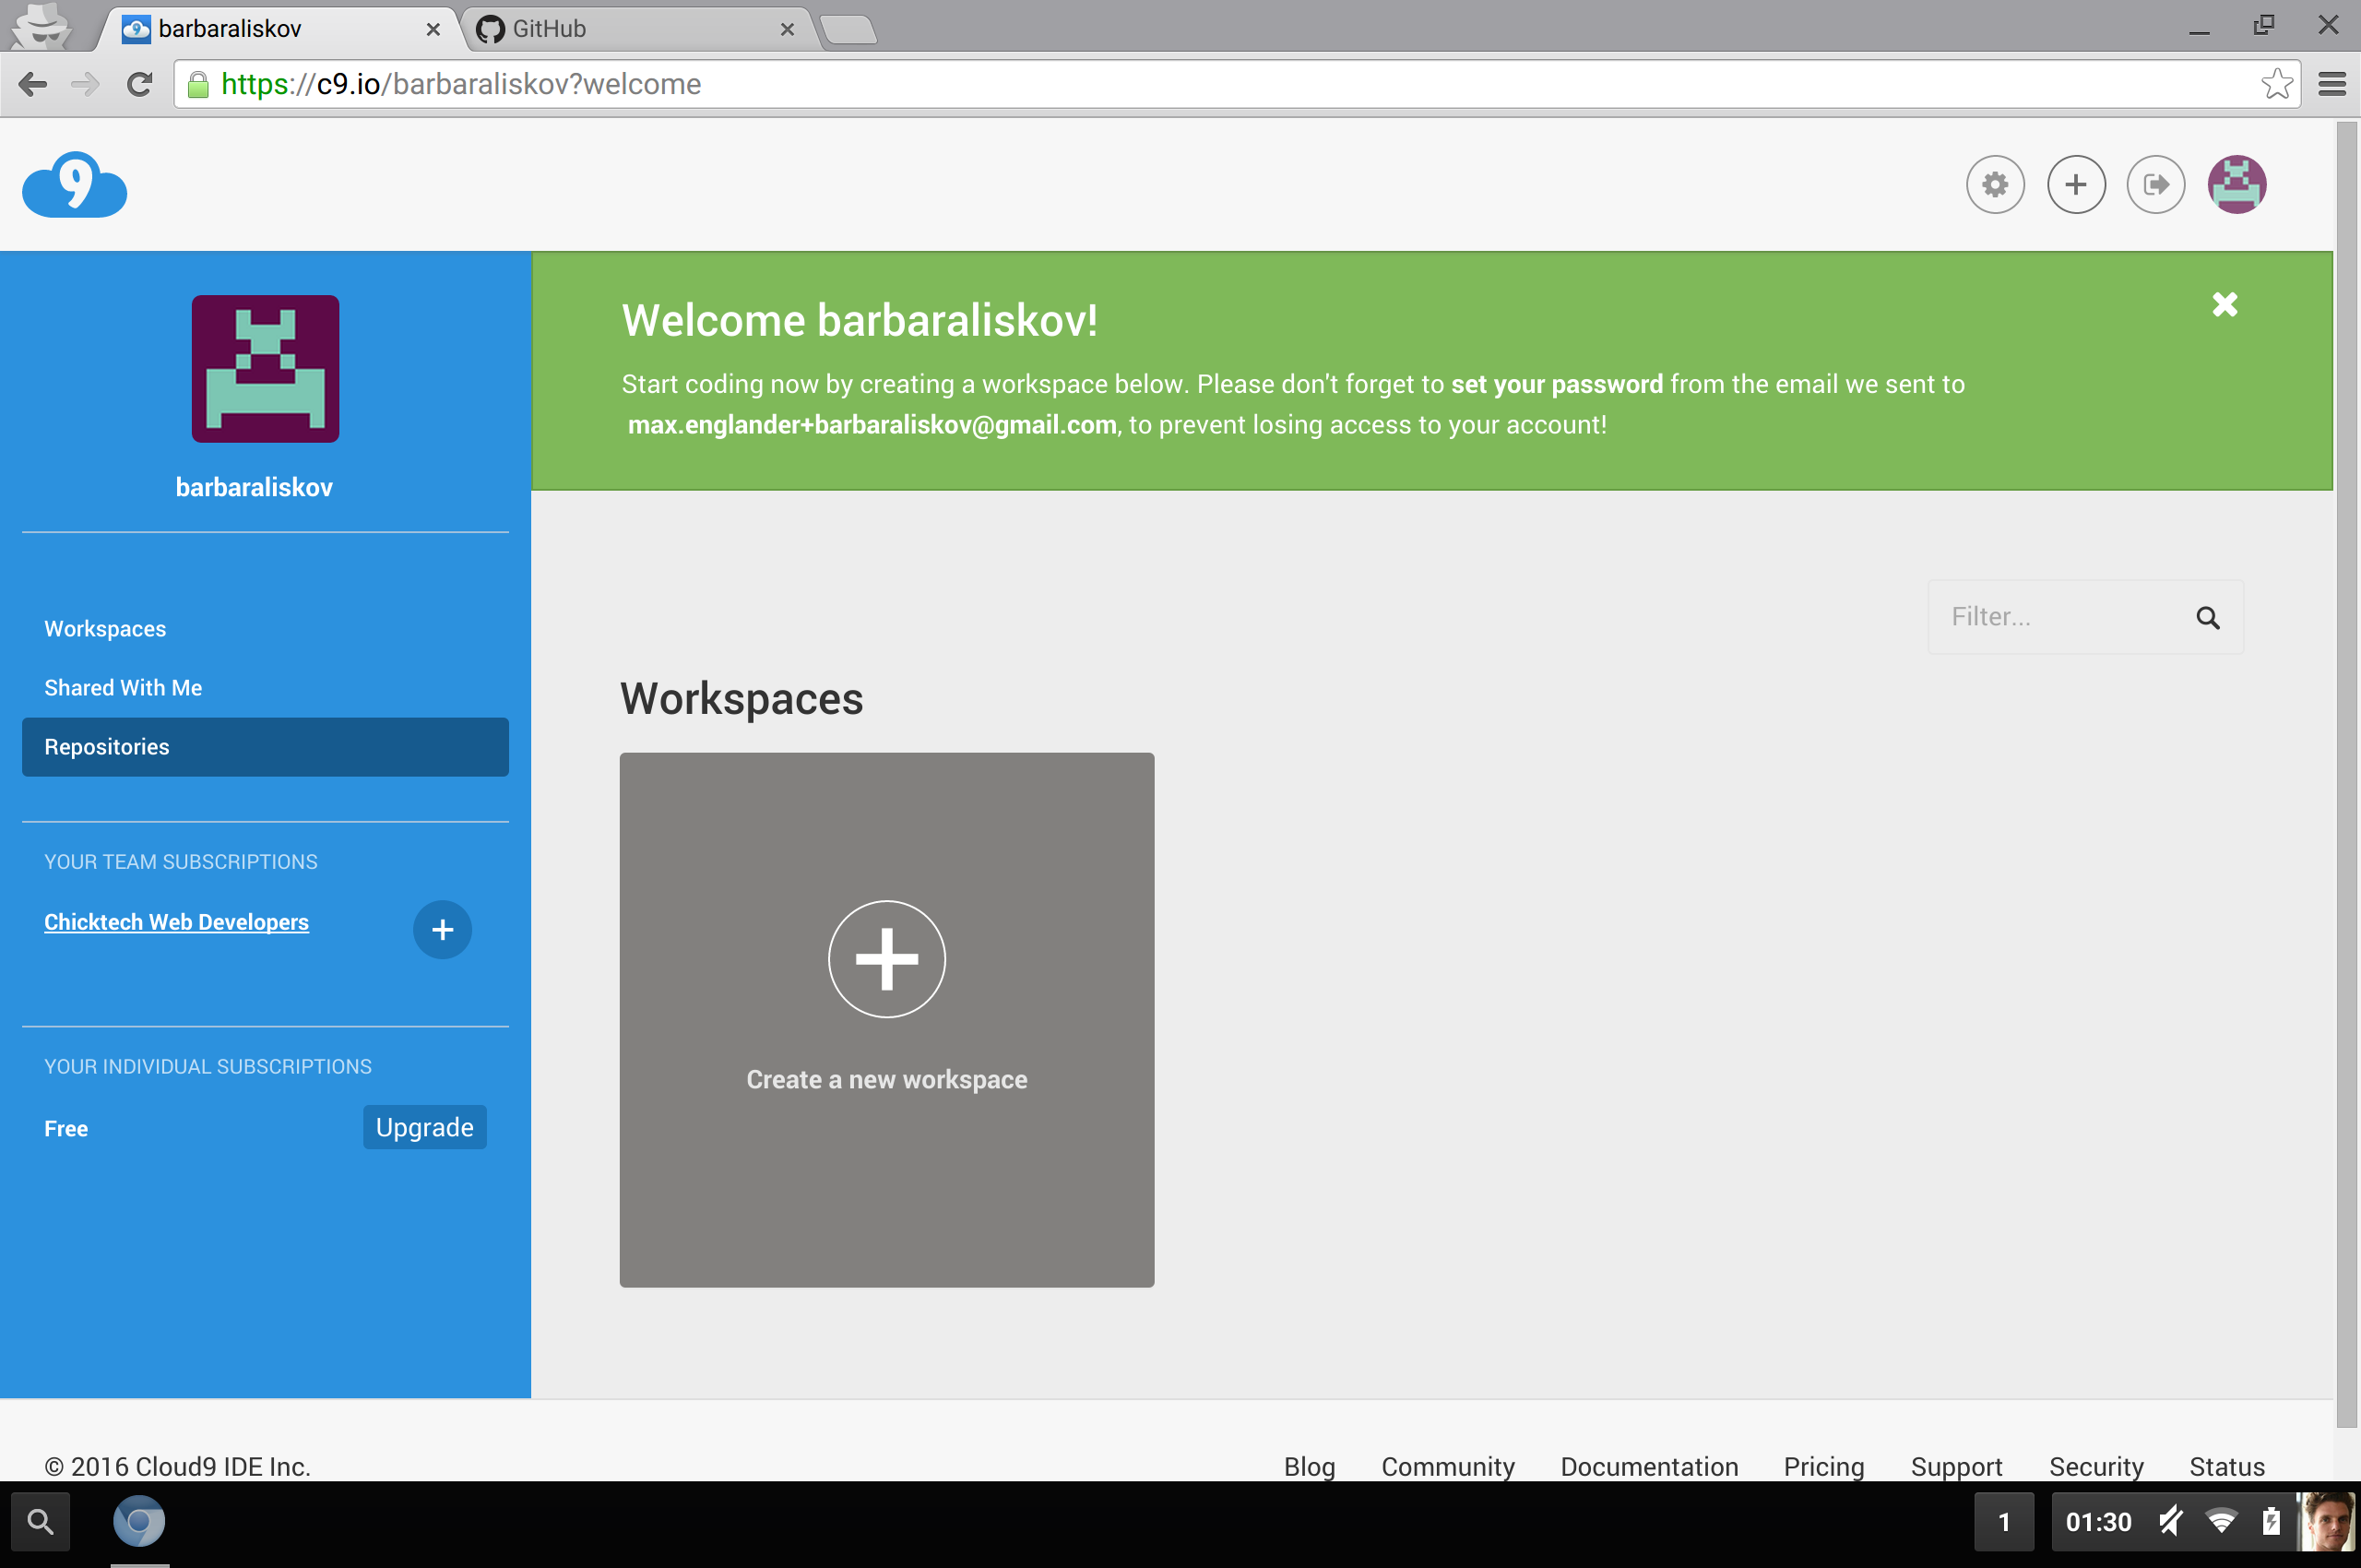 barbaraliskov
GitHub
https://c9.io/barbaraliskov?welcome
9
Welcome barbaraliskov!
Start coding now by creating a workspace below. Please don't forget to set your password from the email we sent to
max.englander+barbaraliskov@gmail.com, to prevent losing access to your account!
barbaraliskov
Workspaces
Shared With Me
Repositories
YOUR TEAM SUBSCRIPTIONS
Chicktech Web Developers
YOUR INDIVIDUAL SUBSCRIPTIONS
Free
Upgrade
Filter...
Workspaces
Create a new workspace
© 2016 Cloud9 IDE Inc.
Blog Community Documentation Pricing Support Security Status
1
01:30